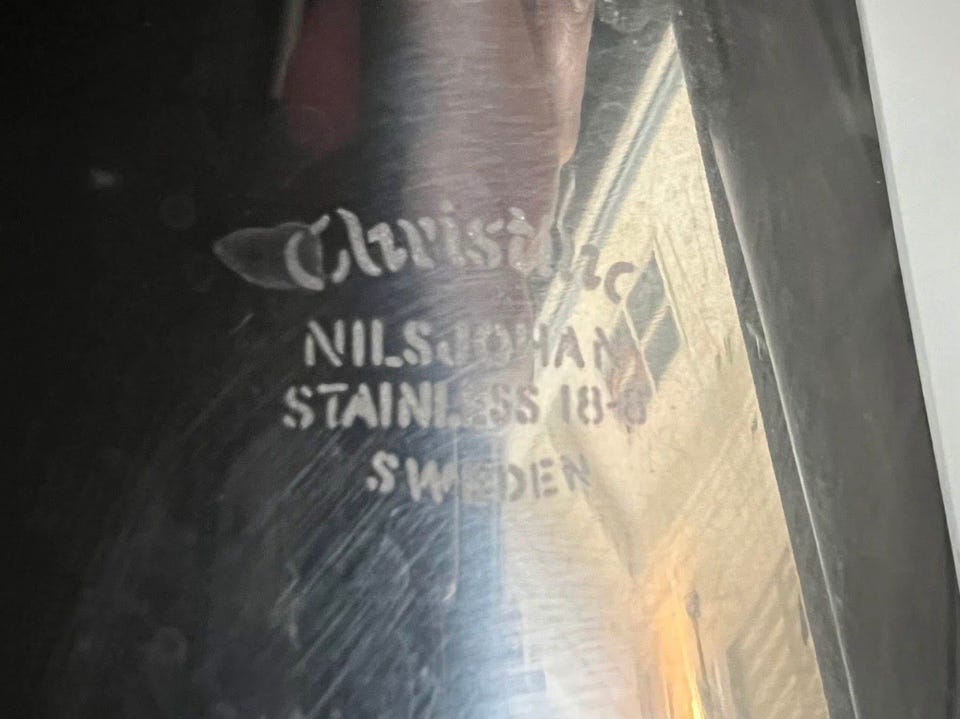 Christine
NILSJOHAN
STAINLESS 18-8
SWEDEN